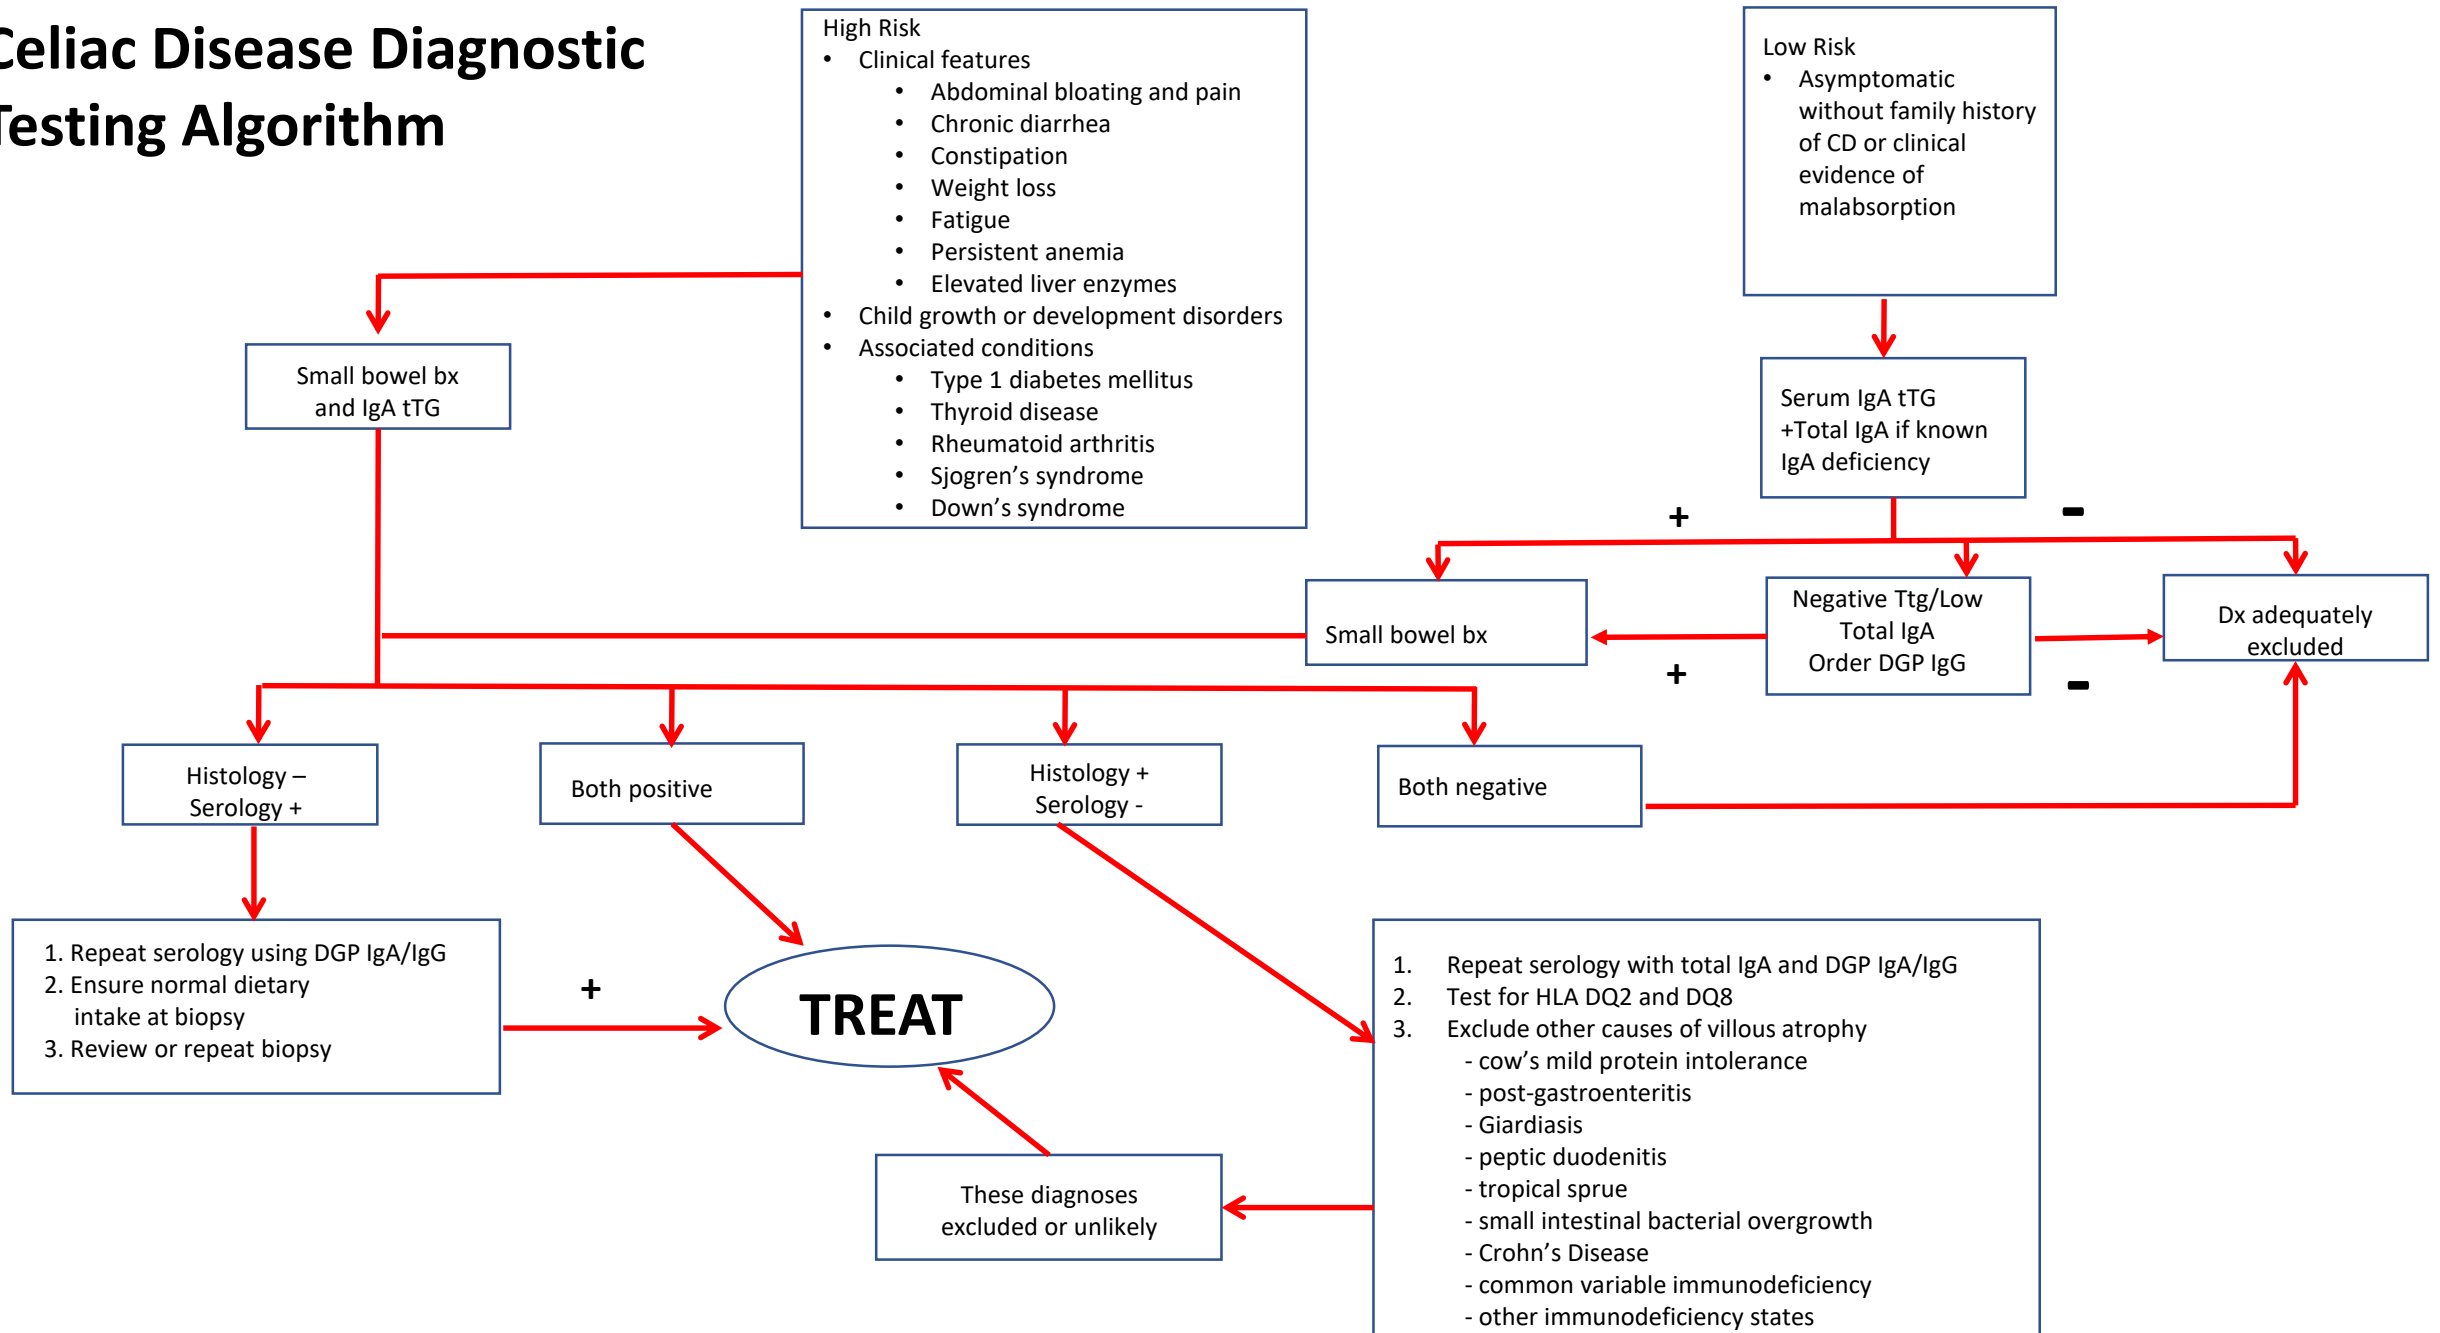 Celiac Disease Diagnostic
Testing Algorithm
High Risk
• Clinical features
• Abdominal bloating and pain
• Chronic diarrhea
• Constipation
• Weight loss
• Fatigue
• Persistent anemia
• Elevated liver enzymes
• Child growth or development disorders
• Associated conditions
• Type 1 diabetes mellitus
• Thyroid disease
• Rheumatoid arthritis
• Sjogren’s syndrome
• Down’s syndrome
Low Risk
• Asymptomatic
without family history
of CD or clinical
evidence of
malabsorption
Small bowel bx
and IgA tTG
Serum IgA tTG
+Total IgA if known
IgA deficiency
+
-
Small bowel bx
Negative Ttg/Low
Total IgA
Order DGP IgG
Dx adequately
excluded
+
-
Histology –
Serology +
Both positive
Histology +
Serology -
Both negative
1. Repeat serology using DGP IgA/IgG
2. Ensure normal dietary
intake at biopsy
3. Review or repeat biopsy
+
TREAT
1. Repeat serology with total IgA and DGP IgA/IgG
2. Test for HLA DQ2 and DQ8
3. Exclude other causes of villous atrophy
- cow’s mild protein intolerance
- post-gastroenteritis
- Giardiasis
- peptic duodenitis
- tropical sprue
- small intestinal bacterial overgrowth
- Crohn’s Disease
- common variable immunodeficiency
- other immunodeficiency states
These diagnoses
excluded or unlikely